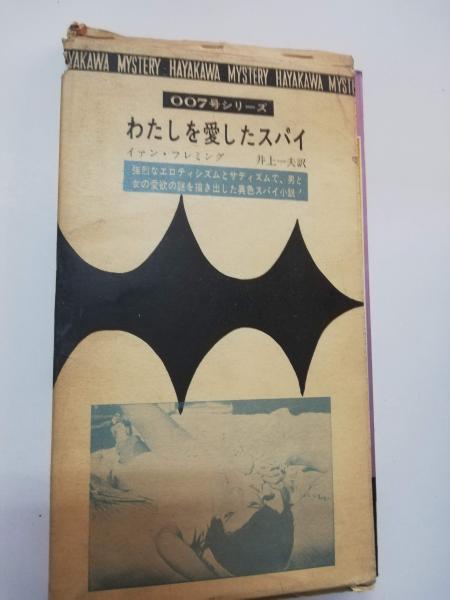 HAYAKAWA MYSTERY HAYAKAWA MYSTERY HAYAKAWA MYST
007号シリーズ
わたしを愛したスパイ
イァン・フレミング 井上一夫訳
強烈なエロティシズムとサディズムで、男と
女の愛欲の謎を描き出した異色スパイ小説!